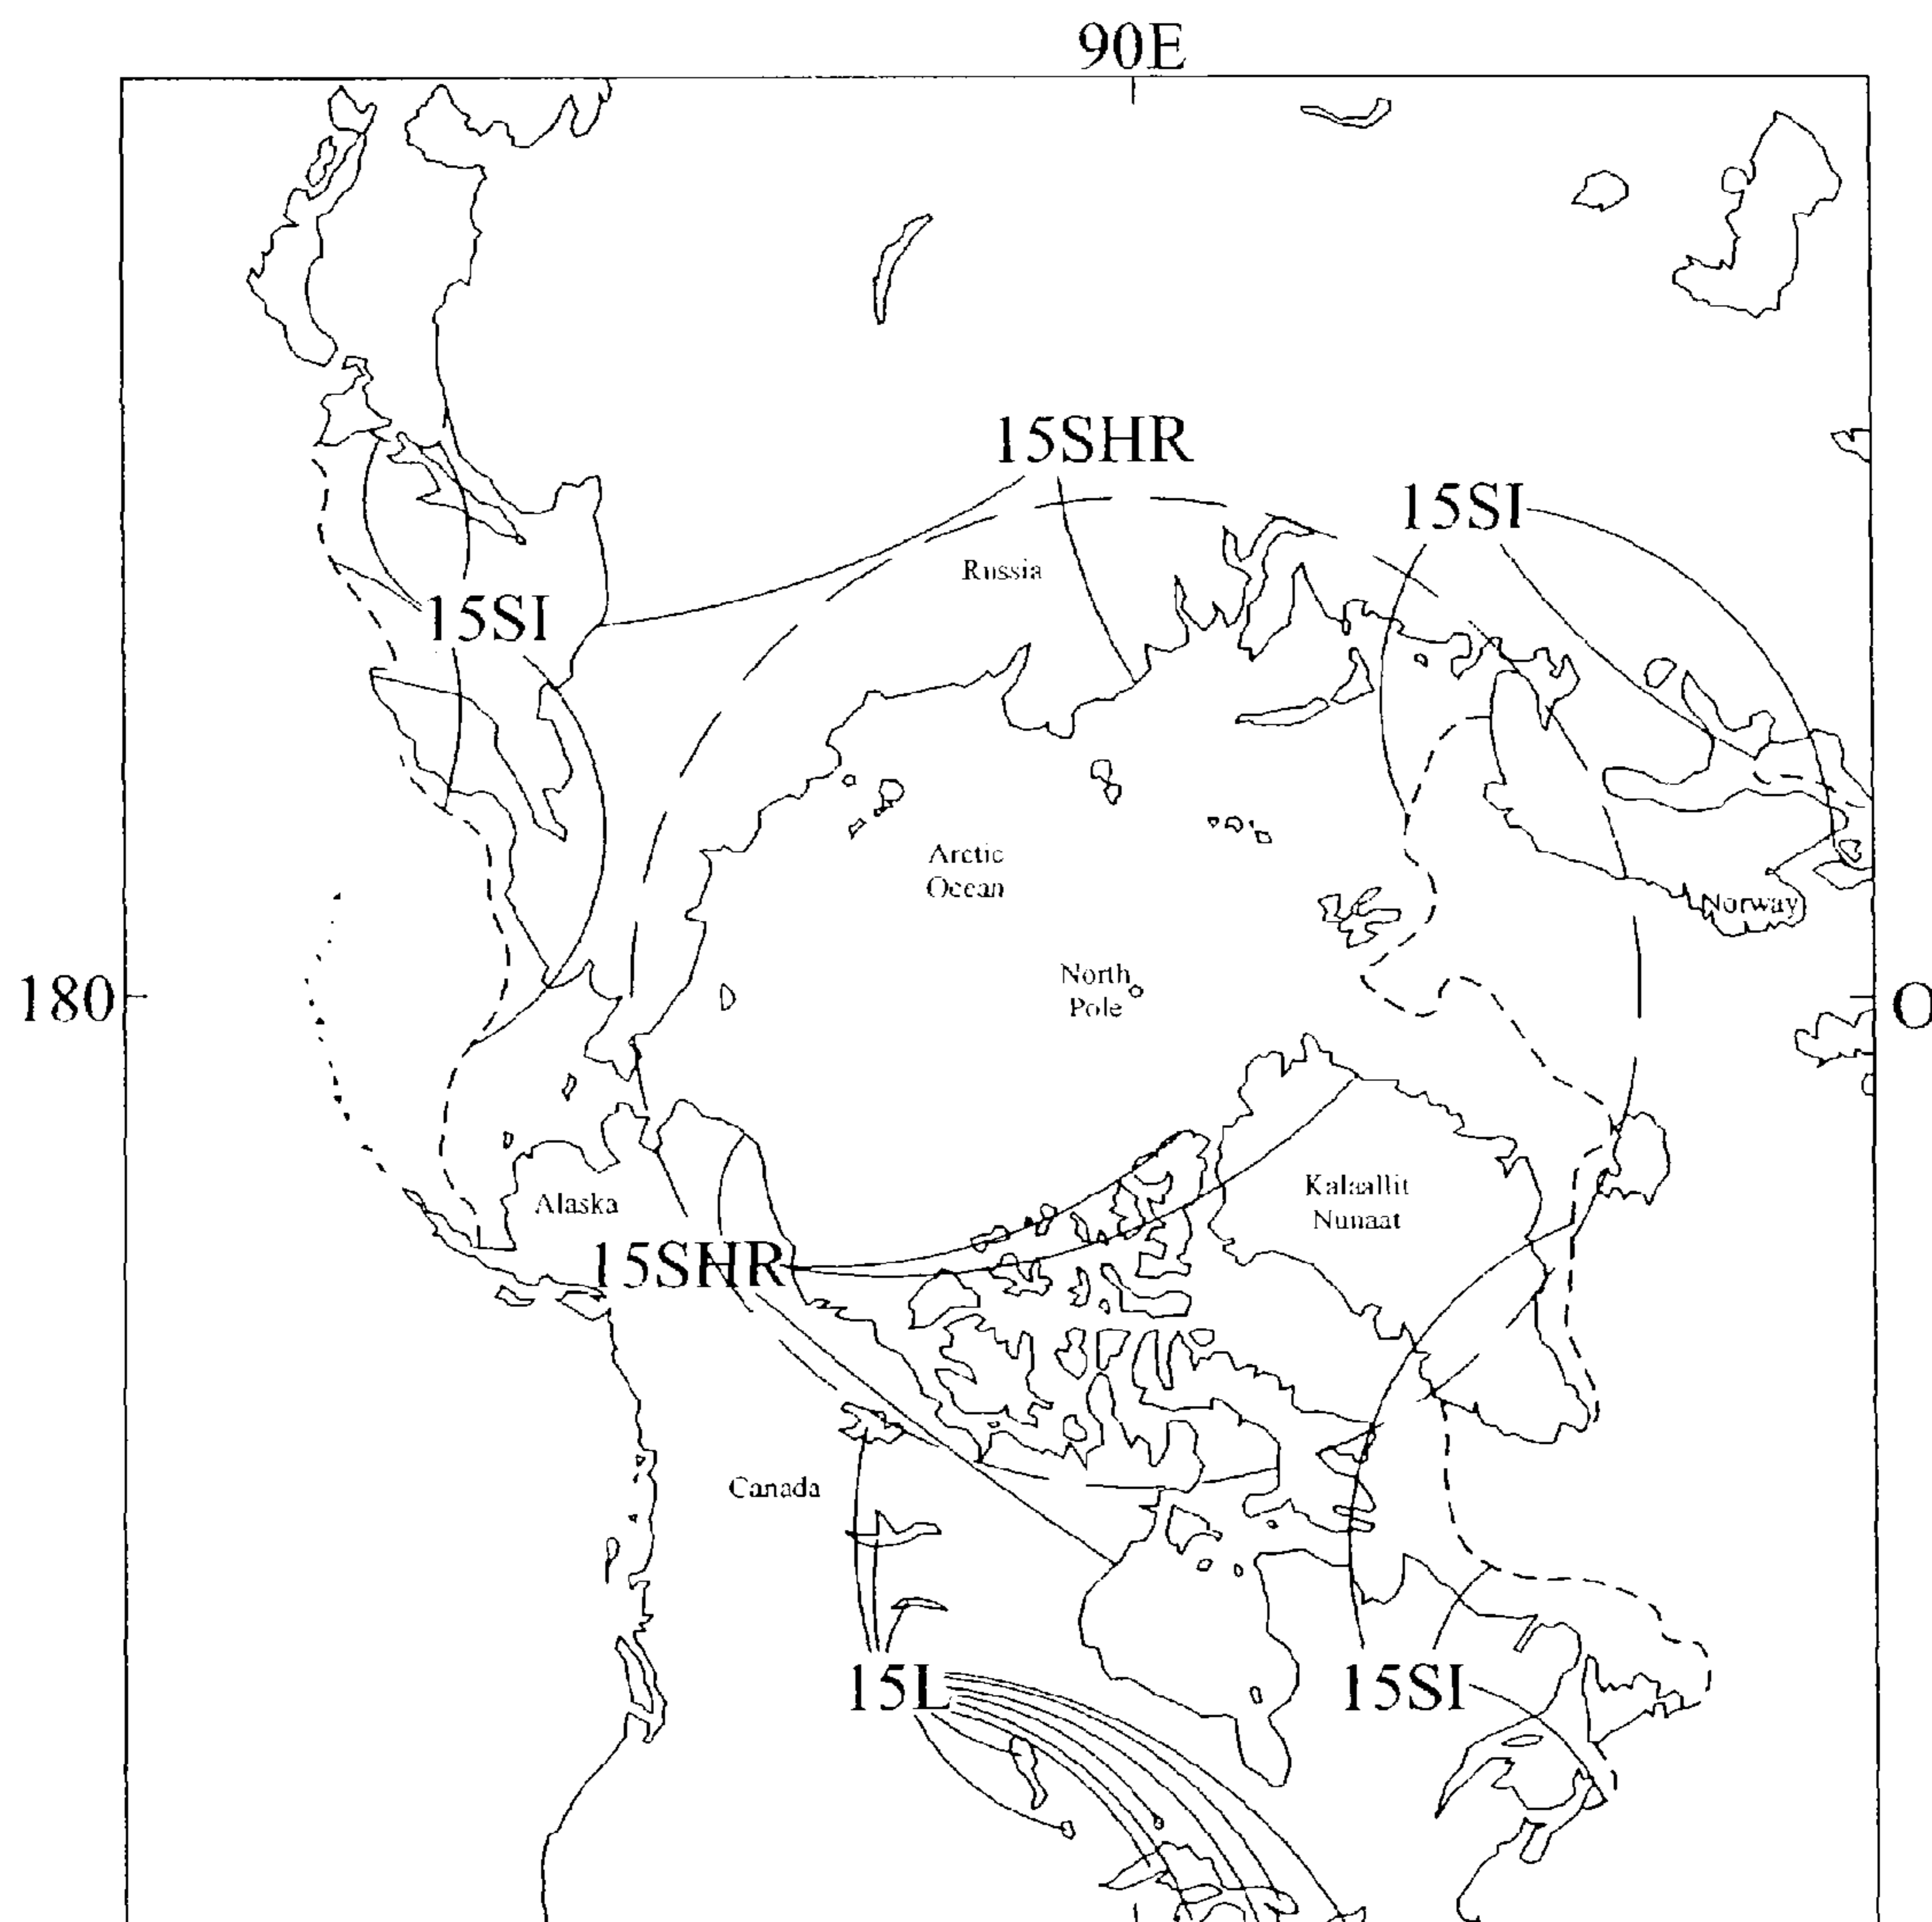 90E
15SHR
15SI
Russia
15SI
Arctic
Ocean
Norway
North
Pole
180
O
Alaska
Kalaallit
Nunaat
15SHR
Canada
15L
15SI